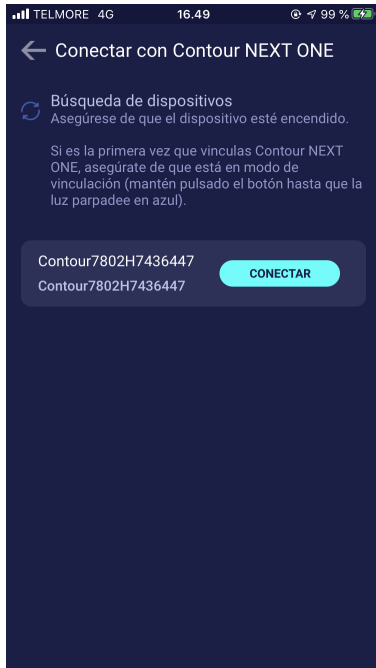 TELMORE 4G 16.49 99 %
Conectar con Contour NEXT ONE
Búsqueda de dispositivos
Asegúrese de que el dispositivo esté encendido.
Si es la primera vez que vinculas Contour NEXT
ONE, asegúrate de que está en modo de
vinculación (mantén pulsado el botón hasta que la
luz parpadee en azul).
Contour7802H7436447
CONECTAR
Contour7802H7436447